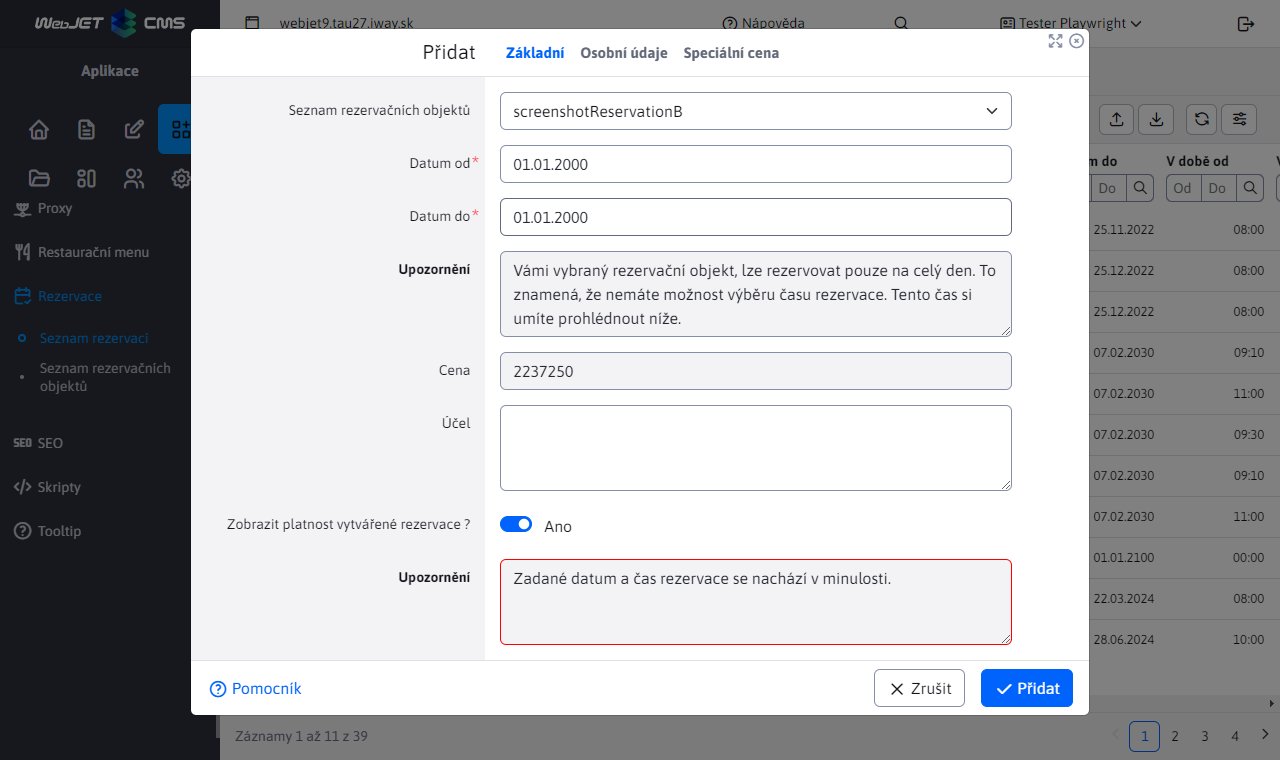 WebJET CMS
webjet9.tau27.iway.sk
Nápověda
Tester Playwright
Aplikace
Proxy
Restaurační menu
Rezervace
Seznam rezervací
Seznam rezervačních
objektů
SEO SEO
Skripty
Tooltip
Přidat
Základní
Osobní údaje
Speciální cena
Seznam rezervačních objektů
screenshotReservationB
Datum od*
01.01.2000
Datum do*
01.01.2000
Upozornění
Vámi vybraný rezervační objekt, lze rezervovat pouze na celý den. To
znamená, že nemáte možnost výběru času rezervace. Tento čas si
umíte prohlédnout níže.
Cena
2237250
Účel
Zobrazit platnost vytvářené rezervace ?
Ano
Upozornění
Zadané datum a čas rezervace se nachází v minulosti.
Pomocník
Zrušit
Přidat
do V době od
Do Od Do
25.11.2022 08:00
25.12.2022 08:00
25.12.2022 08:00
07.02.2030 09:10
07.02.2030 11:00
07.02.2030 09:30
07.02.2030 09:10
07.02.2030 11:00
01.01.2100 00:00
22.03.2024 08:00
28.06.2024 10:00
Záznamy 1 až 11 z 39
1 2 3 4